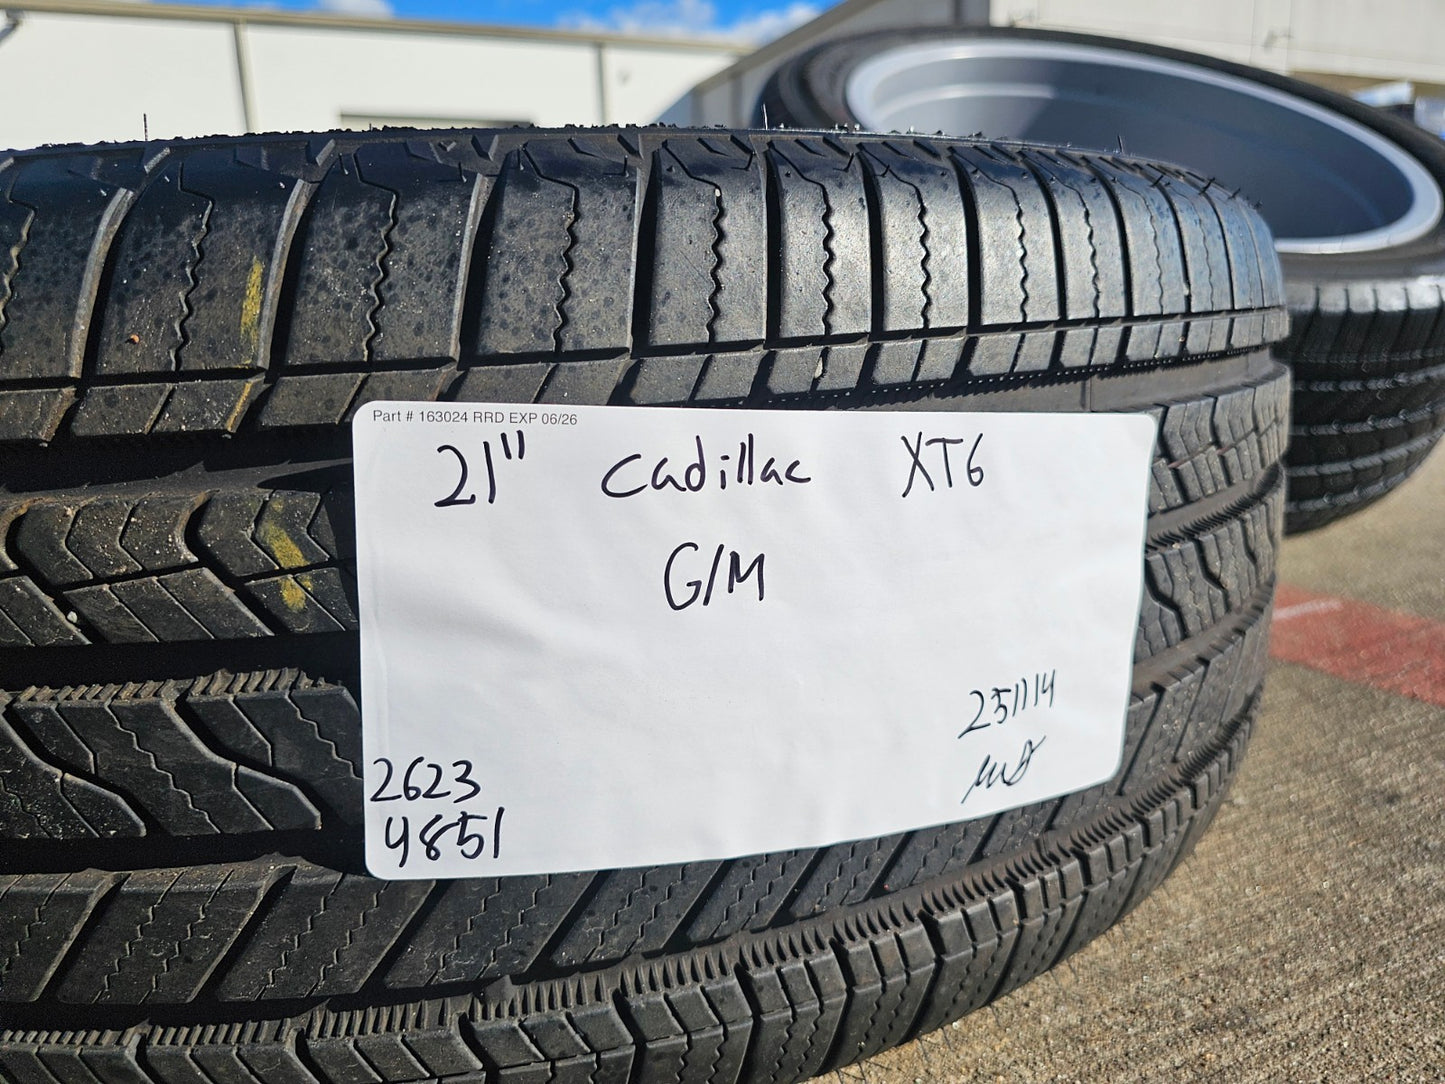 Part # 163024 RRD EXP 06/26
21" Cadillac XT6
G/M
251114
2623
4851